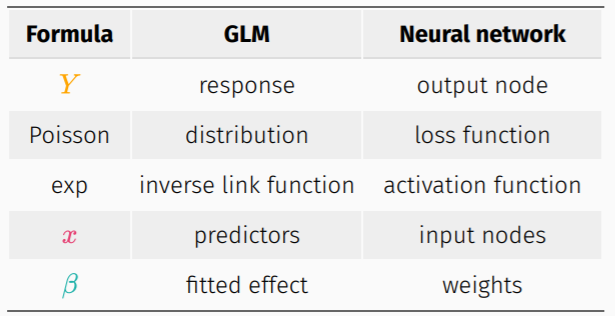 Formula GLM Neural network
Y response output node
Poisson distribution loss function
exp inverse link function activation function
x predictors input nodes
β fitted effect weights